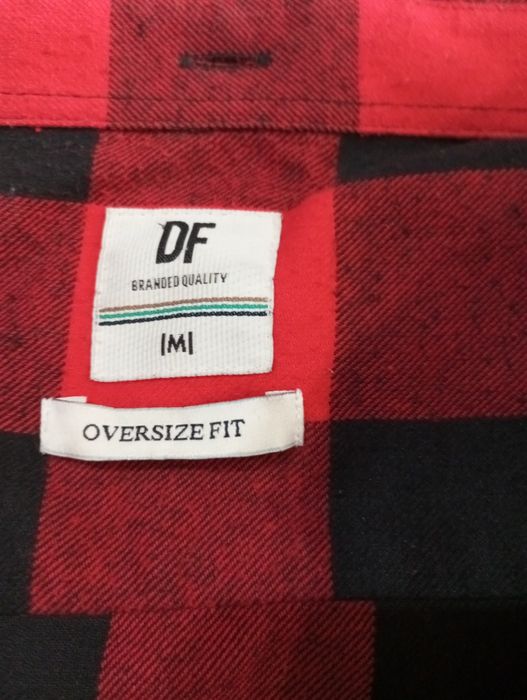 DF
BRANDED QUALITY
|M|
OVERSIZE FIT